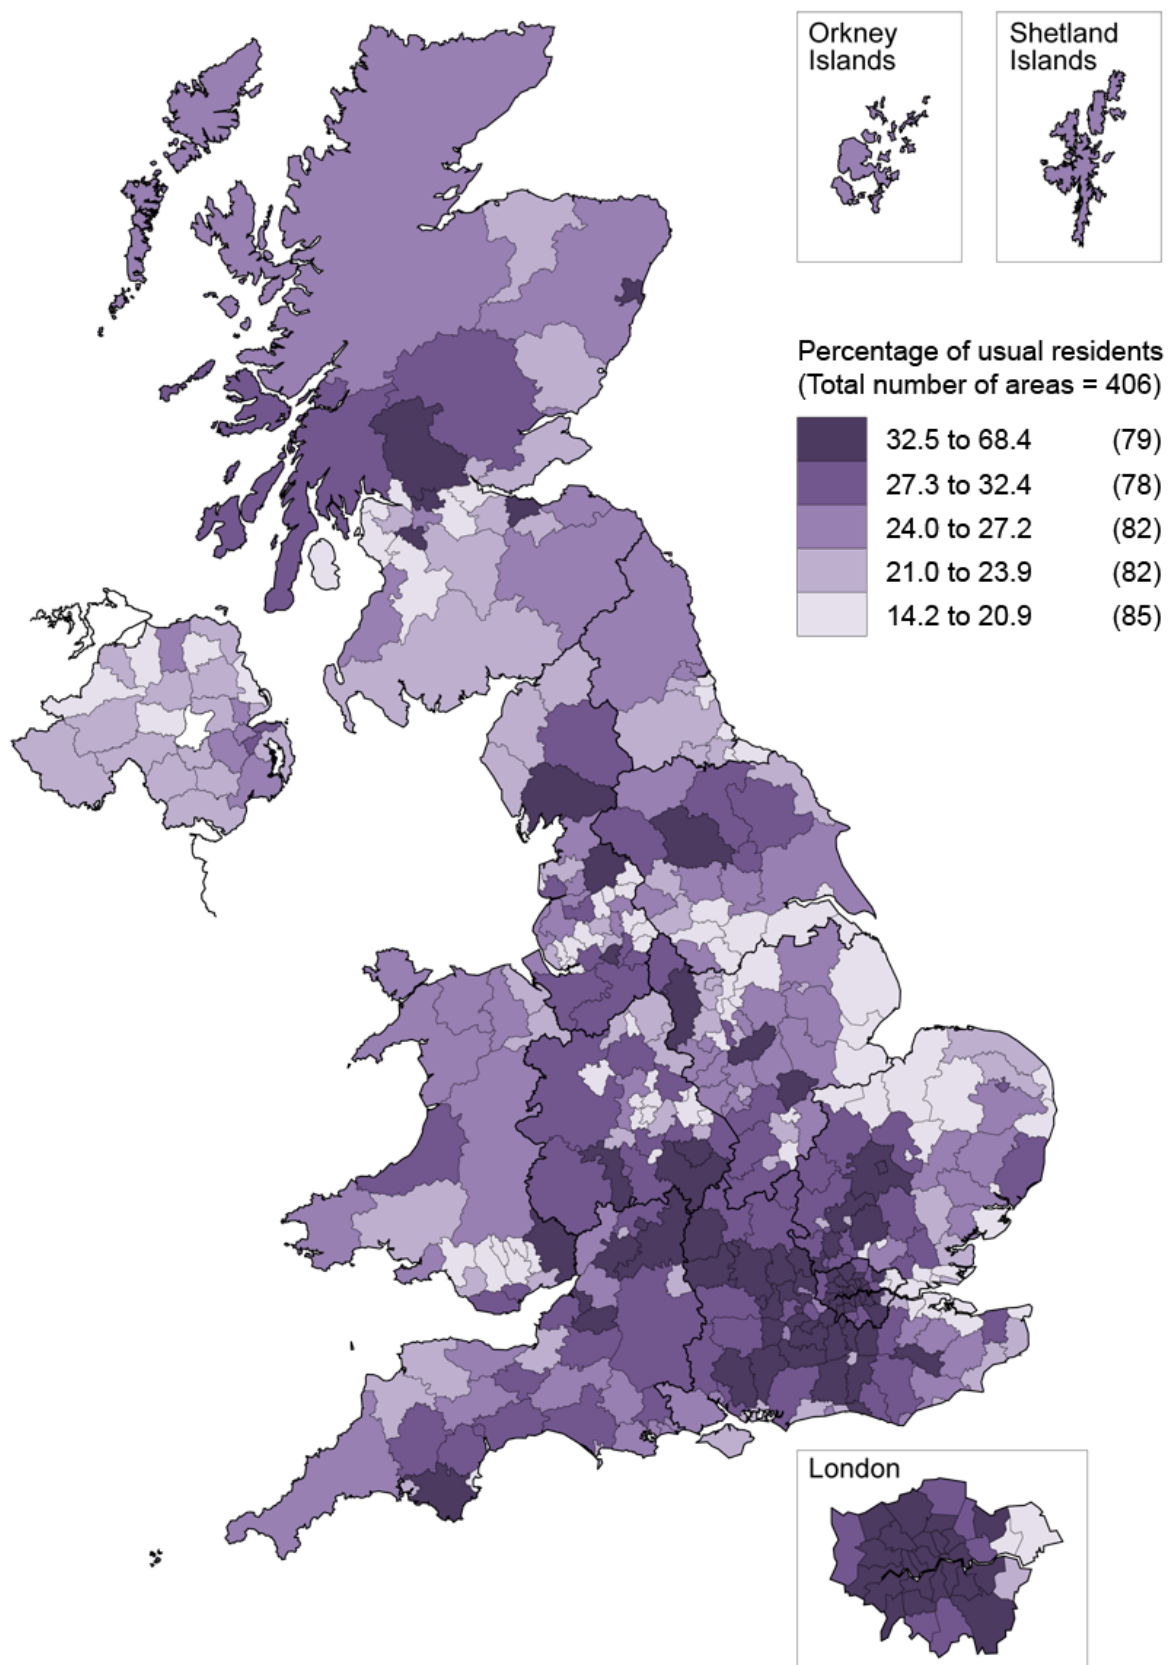 Orkney
Islands
Shetland
Islands
Percentage of usual residents
(Total number of areas = 406)
32.5 to 68.4 (79)
27.3 to 32.4 (78)
24.0 to 27.2 (82)
21.0 to 23.9 (82)
14.2 to 20.9 (85)
London